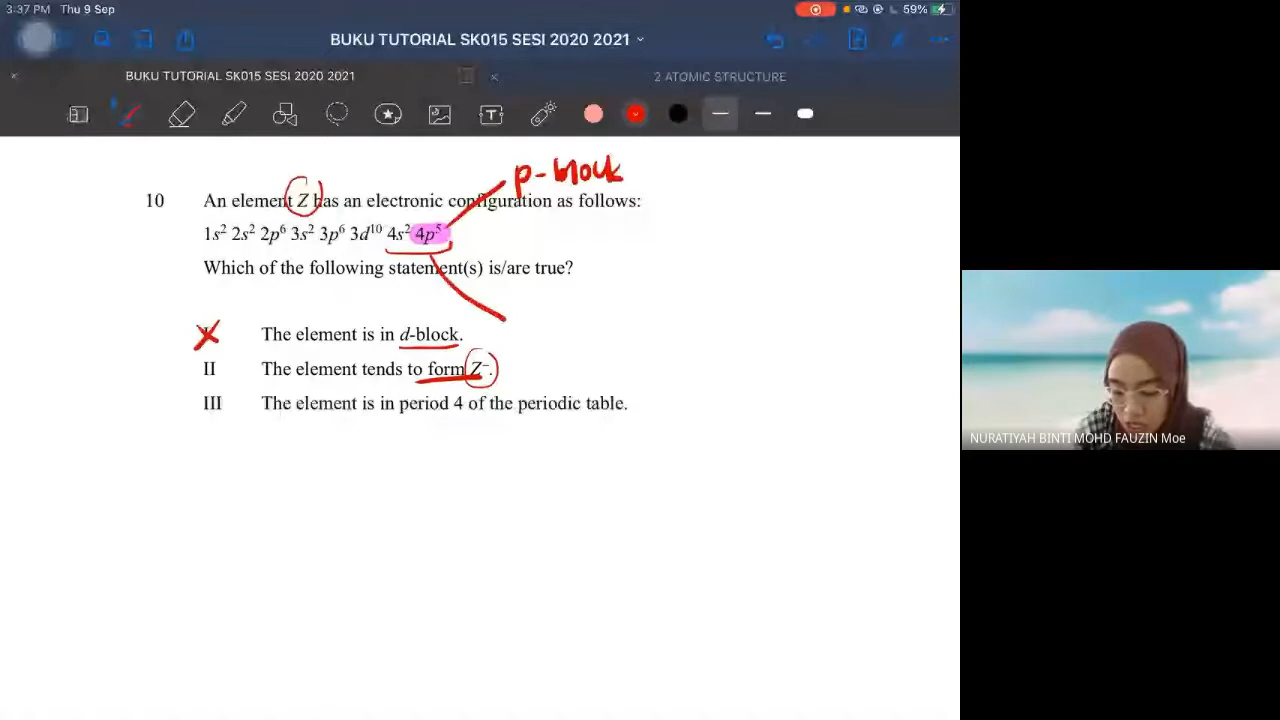 3:37 PM Thu 9 Sep
59%
BUKU TUTORIAL SK015 SESI 2020 2021
BUKU TUTORIAL SK015 SESI 2020 2021
2 ATOMIC STRUCTURE
p-block
10 An element Z has an electronic configuration as follows:
1s² 2s² 2p⁶ 3s² 3p⁶ 3d¹⁰ 4s² 4p⁵
Which of the following statement(s) is/are true?
The element is in d-block.
II The element tends to form Z⁻.
III The element is in period 4 of the periodic table.
NURATIYAH BINTI MOHD FAUZIN Moe